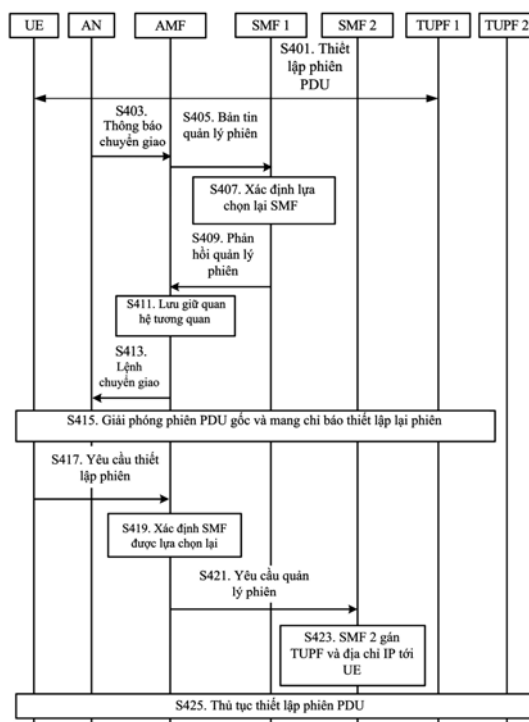 UE
AN
AMF
SMF 1
SMF 2
TUPF 1
TUPF 2
S401. Thiết
lập phiên
PDU
S403.
Thông báo
chuyển giao
S405. Bản tin
quản lý phiên
S407. Xác định lựa
chọn lại SMF
S409. Phản
hồi quản lý
phiên
S411. Lưu giữ quan
hệ tương quan
S413.
Lệnh
chuyển giao
S415. Giải phóng phiên PDU gốc và mang chỉ báo thiết lập lại phiên
S417. Yêu cầu thiết
lập phiên
S419. Xác định SMF
được lựa chọn lại
S421. Yêu cầu quản
lý phiên
S423. SMF 2 gán
TUPF và địa chỉ IP tới
UE
S425. Thủ tục thiết lập phiên PDU